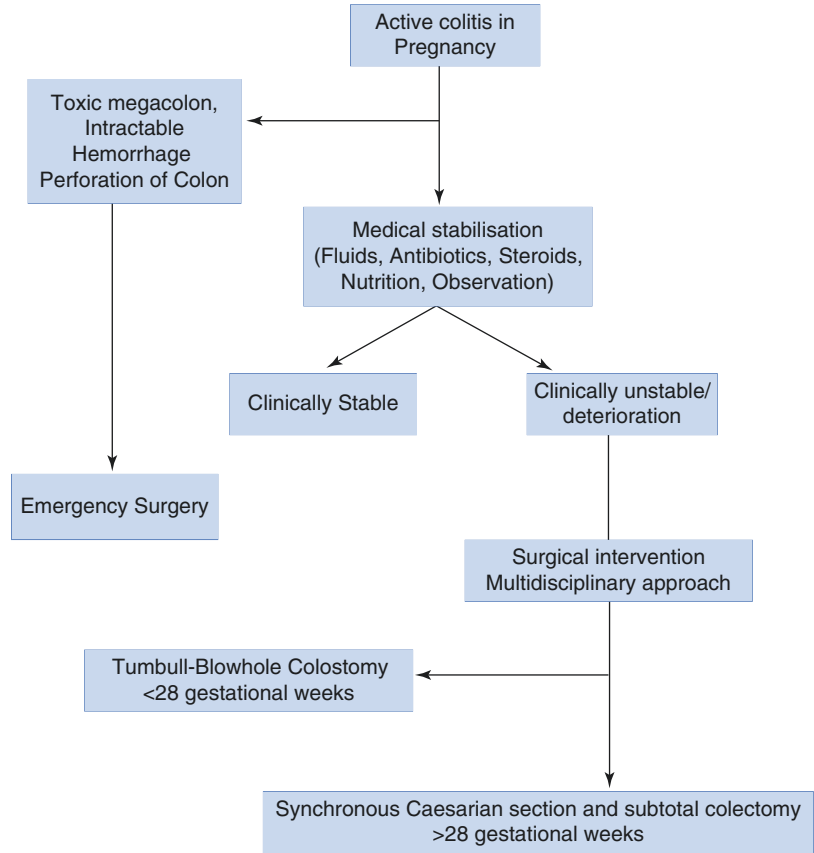 Active colitis in
Pregnancy
Toxic megacolon,
Intractable
Hemorrhage
Perforation of Colon
Medical stabilisation
(Fluids, Antibiotics, Steroids,
Nutrition, Observation)
Clinically Stable
Clinically unstable/
deterioration
Emergency Surgery
Surgical intervention
Multidisciplinary approach
Tumbull-Blowhole Colostomy
<28 gestational weeks
Synchronous Caesarian section and subtotal colectomy
>28 gestational weeks